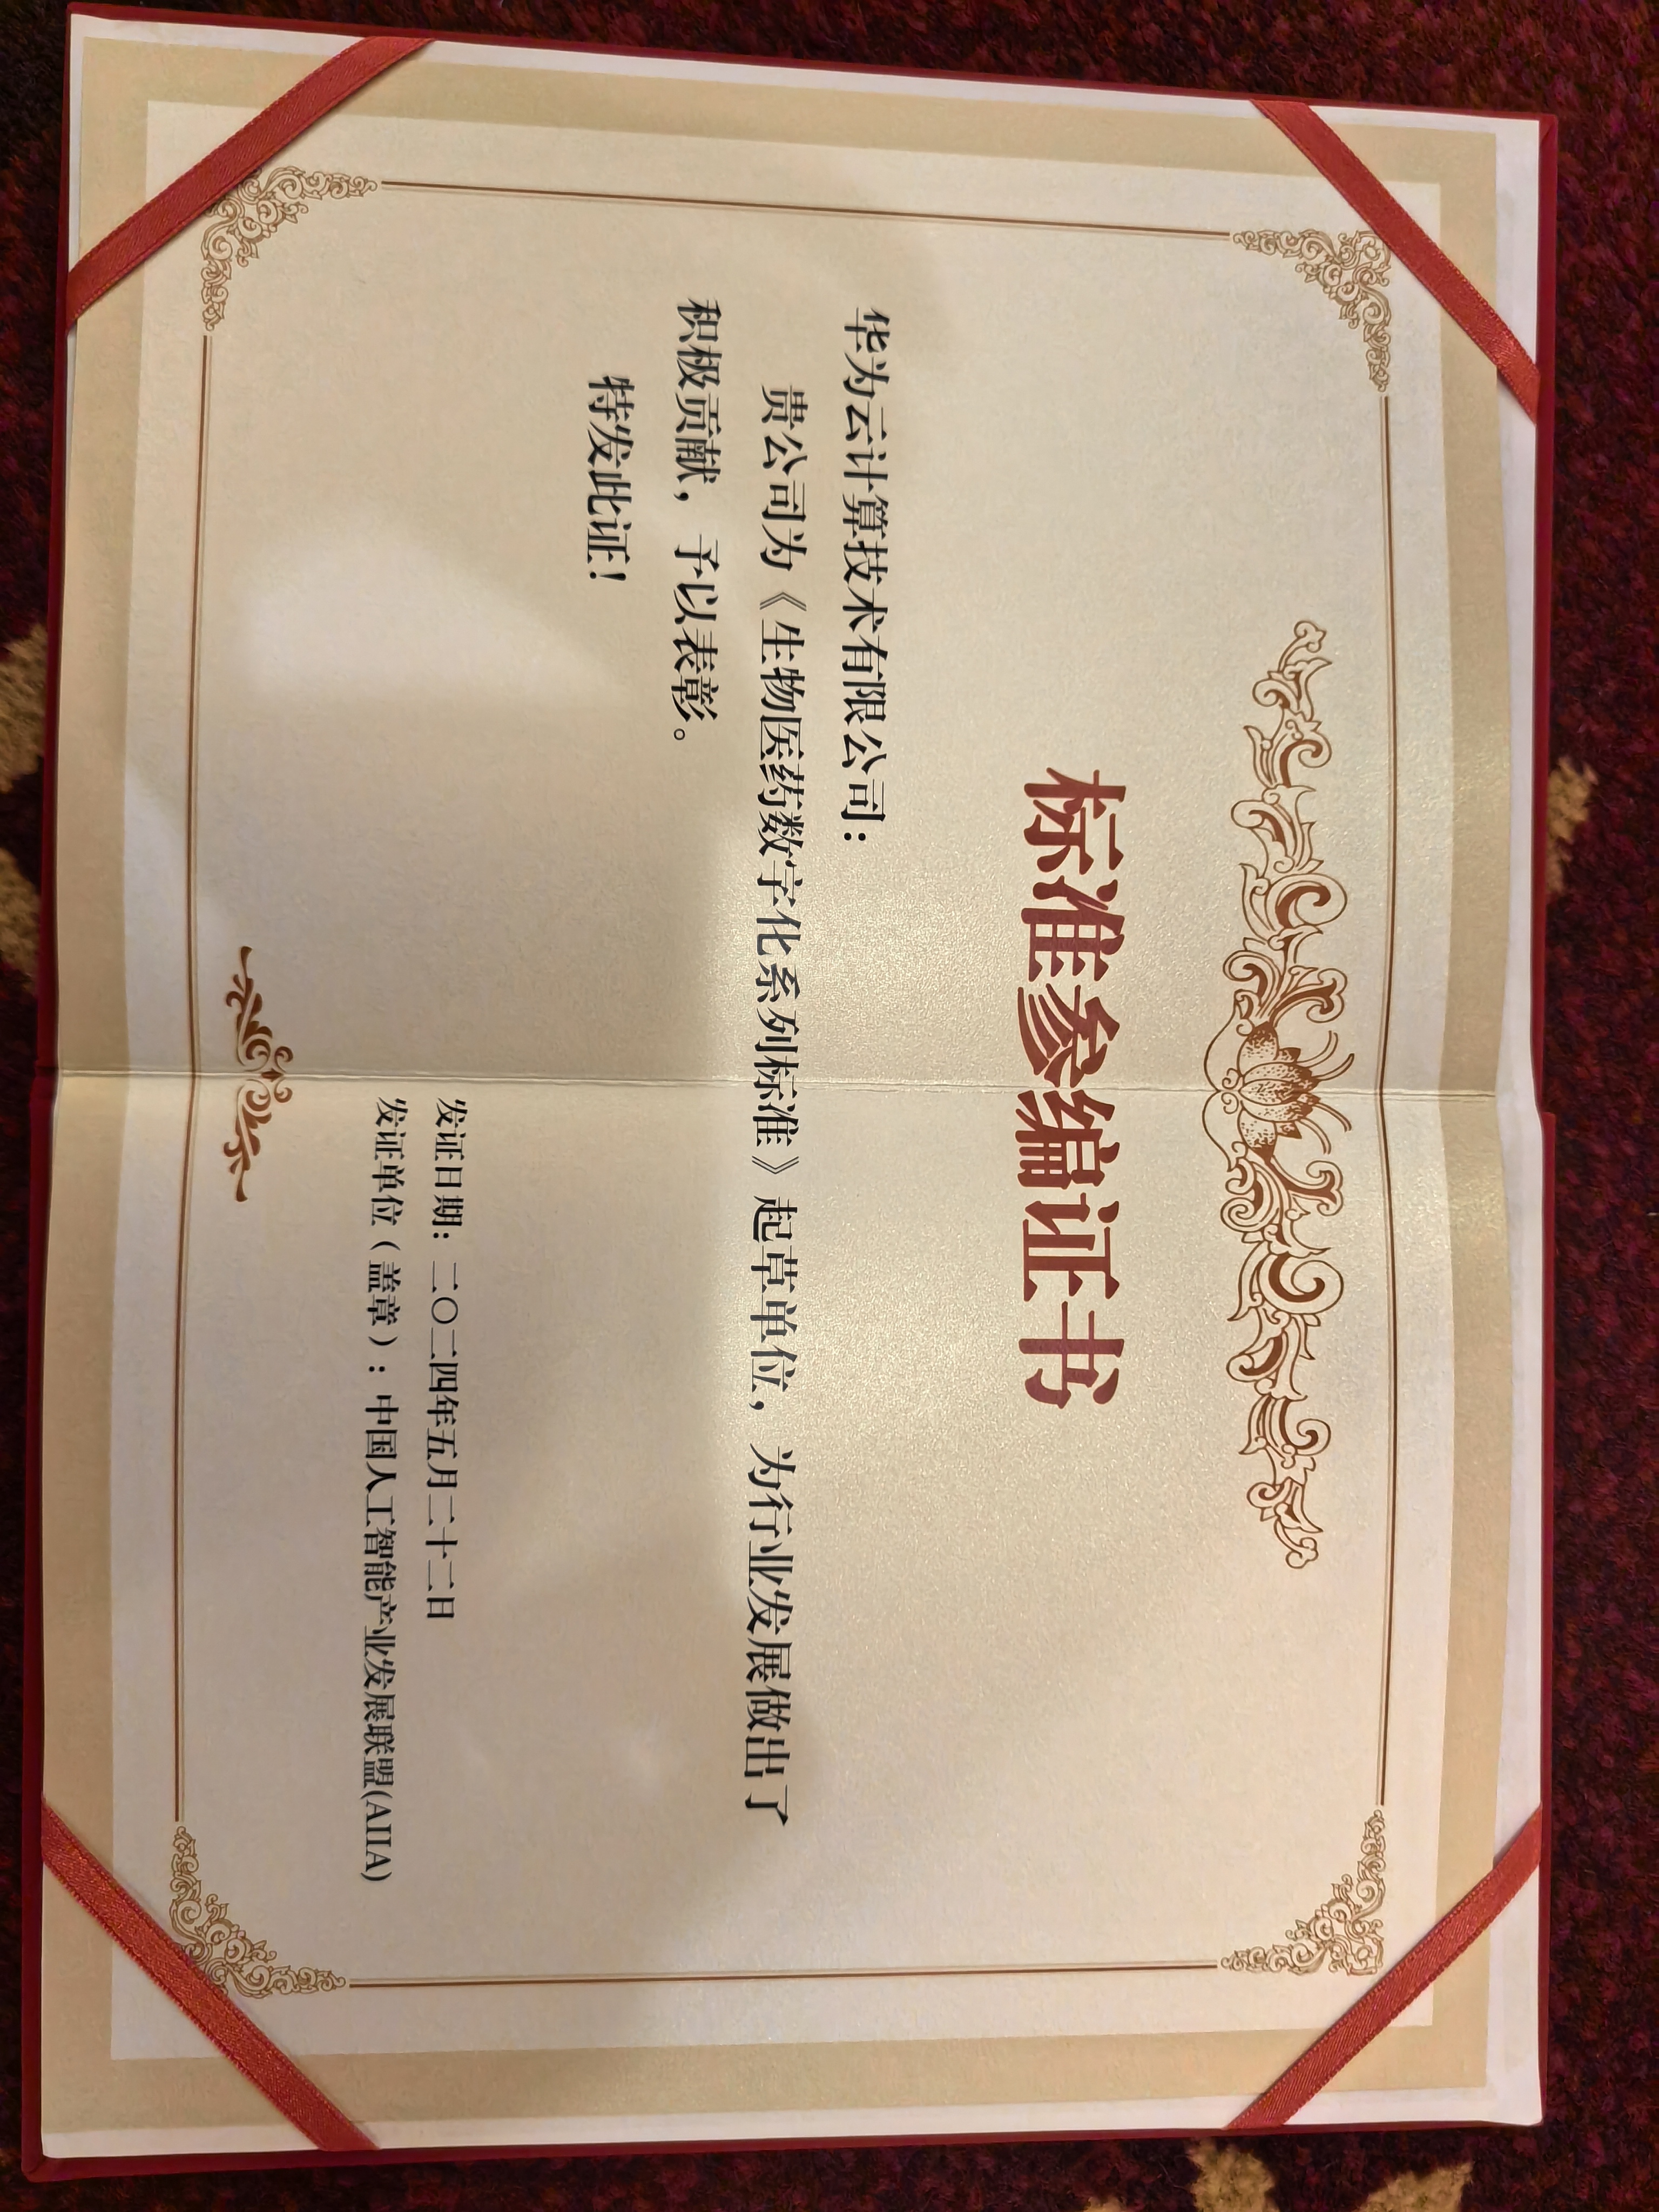 标准参编证书
华为云计算技术有限公司：
贵公司为《生物医药数字化系列标准》起草单位，为行业发展做出了
积极贡献，予以表彰。
特发此证！
发证日期：二〇二四年五月二十二日
发证单位（盖章）：中国人工智能产业发展联盟(AIIA)